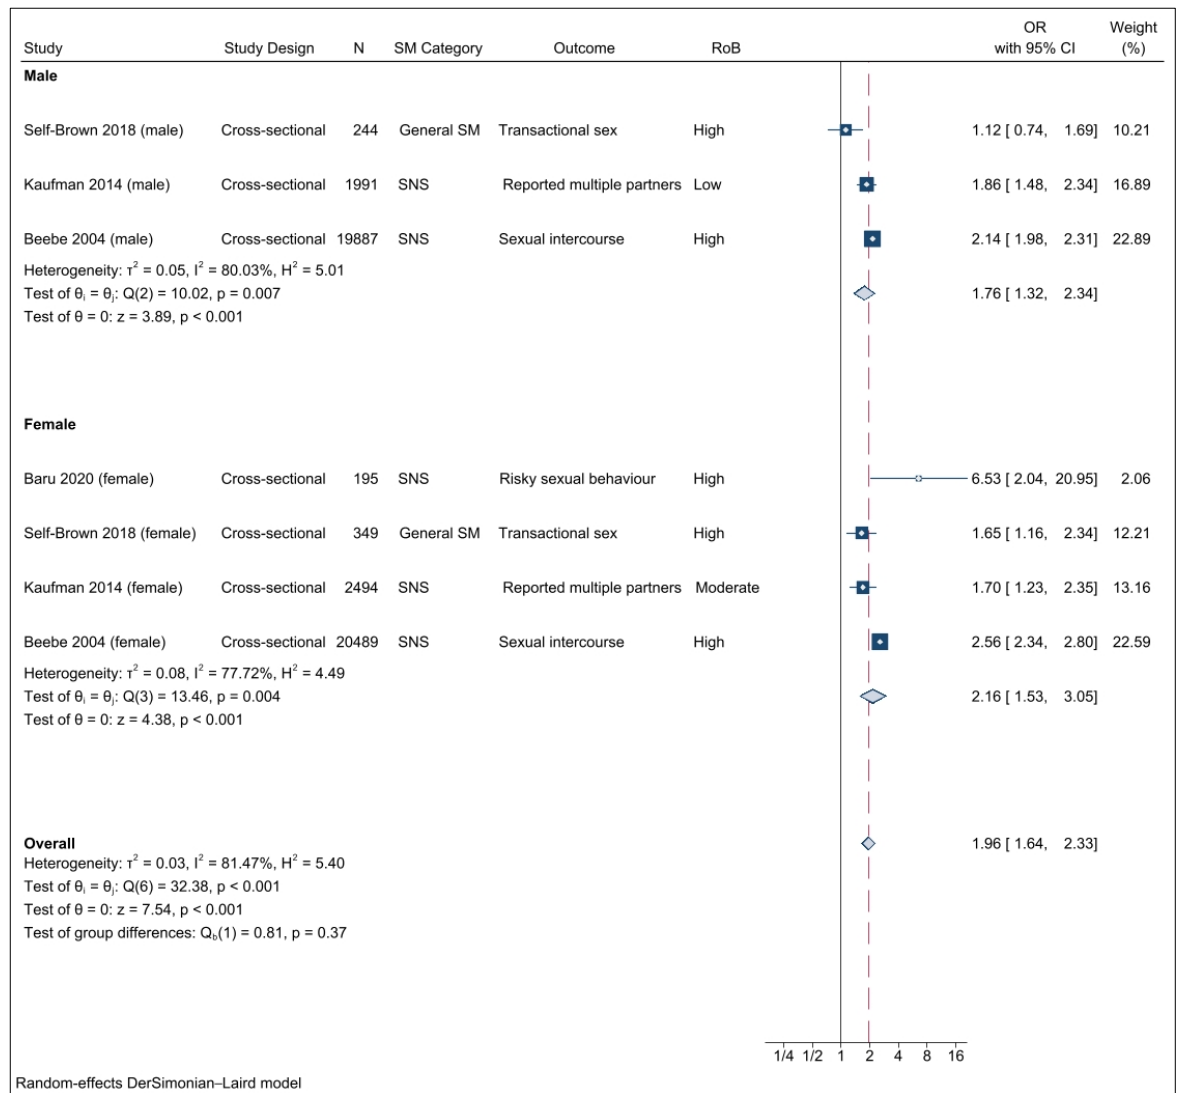 OR Weight
Study Study Design N SM Category Outcome RoB with 95% CI (%)
Male
Self-Brown 2018 (male) Cross-sectional 244 General SM Transactional sex High 1.12 [ 0.74, 1.69] 10.21
Kaufman 2014 (male) Cross-sectional 1991 SNS Reported multiple partners Low 1.86 [ 1.48, 2.34] 16.89
Beebe 2004 (male) Cross-sectional 19887 SNS Sexual intercourse High 2.14 [ 1.98, 2.31] 22.89
Heterogeneity: τ² = 0.05, I² = 80.03%, H² = 5.01
Test of θᵢ = θⱼ: Q(2) = 10.02, p = 0.007 1.76 [ 1.32, 2.34]
Test of θ = 0: z = 3.89, p < 0.001
Female
Baru 2020 (female) Cross-sectional 195 SNS Risky sexual behaviour High 6.53 [ 2.04, 20.95] 2.06
Self-Brown 2018 (female) Cross-sectional 349 General SM Transactional sex High 1.65 [ 1.16, 2.34] 12.21
Kaufman 2014 (female) Cross-sectional 2494 SNS Reported multiple partners Moderate 1.70 [ 1.23, 2.35] 13.16
Beebe 2004 (female) Cross-sectional 20489 SNS Sexual intercourse High 2.56 [ 2.34, 2.80] 22.59
Heterogeneity: τ² = 0.08, I² = 77.72%, H² = 4.49
Test of θᵢ = θⱼ: Q(3) = 13.46, p = 0.004 2.16 [ 1.53, 3.05]
Test of θ = 0: z = 4.38, p < 0.001
Overall 1.96 [ 1.64, 2.33]
Heterogeneity: τ² = 0.03, I² = 81.47%, H² = 5.40
Test of θᵢ = θⱼ: Q(6) = 32.38, p < 0.001
Test of θ = 0: z = 7.54, p < 0.001
Test of group differences: Q_b(1) = 0.81, p = 0.37
1/4 1/2 1 2 4 8 16
Random-effects DerSimonian–Laird model